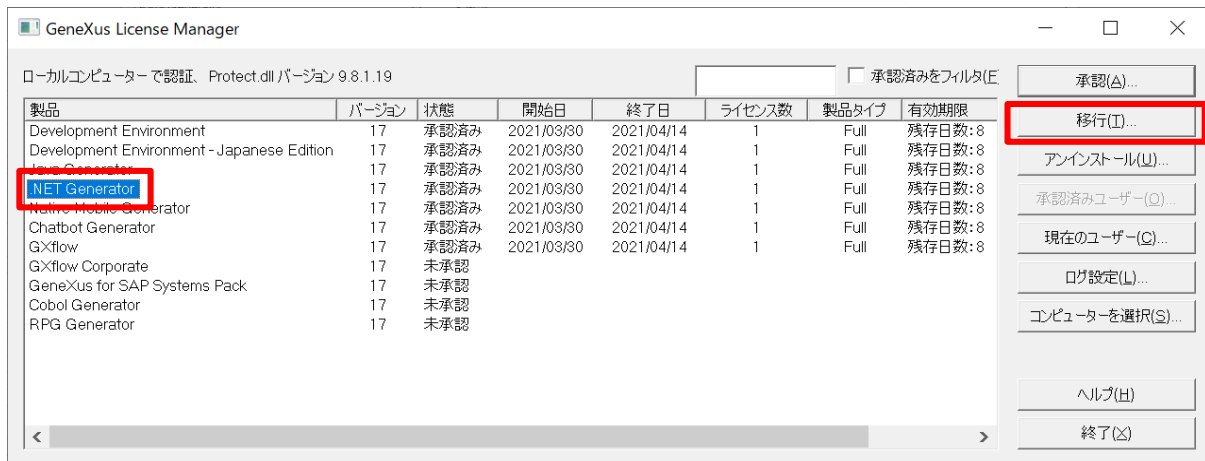 GeneXus License Manager
ローカルコンピューター で認証、 Protect.dll バージョン 9.8.1.19
承認済みをフィルタ(F
承認(A)...
製品 バージョン 状態 開始日 終了日 ライセンス数 製品タイプ 有効期限
Development Environment 17 承認済み 2021/03/30 2021/04/14 1 Full 残存日数:8
移行(T)...
Development Environment - Japanese Edition 17 承認済み 2021/03/30 2021/04/14 1 Full 残存日数:8
Java Generator 17 承認済み 2021/03/30 2021/04/14 1 Full 残存日数:8
アンインストール(U)...
.NET Generator 17 承認済み 2021/03/30 2021/04/14 1 Full 残存日数:8
Native Mobile Generator 17 承認済み 2021/03/30 2021/04/14 1 Full 残存日数:8
承認済みユーザー(O)...
Chatbot Generator 17 承認済み 2021/03/30 2021/04/14 1 Full 残存日数:8
GXflow 17 承認済み 2021/03/30 2021/04/14 1 Full 残存日数:8
現在のユーザー(C)...
GXflow Corporate 17 未承認
GeneXus for SAP Systems Pack 17 未承認
ログ設定(L)...
Cobol Generator 17 未承認
RPG Generator 17 未承認
コンピューターを選択(S)...
ヘルプ(H)
終了(X)